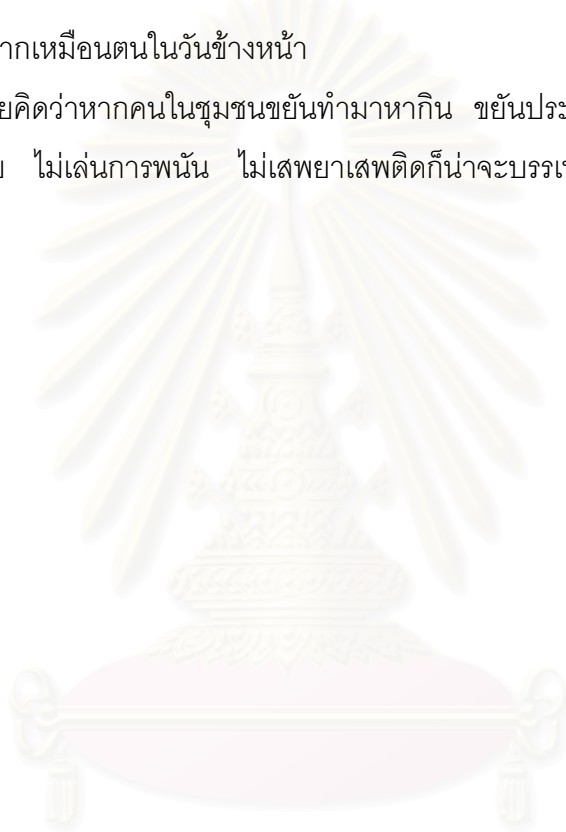 ากเหมือนตนในวันข้างหน้า
ยคิดว่าหากคนในชุมชนขยันทำมาหากิน ขยันประ
ไม่เล่นการพนัน ไม่เสพยาเสพติดก็น่าจะบรรเท